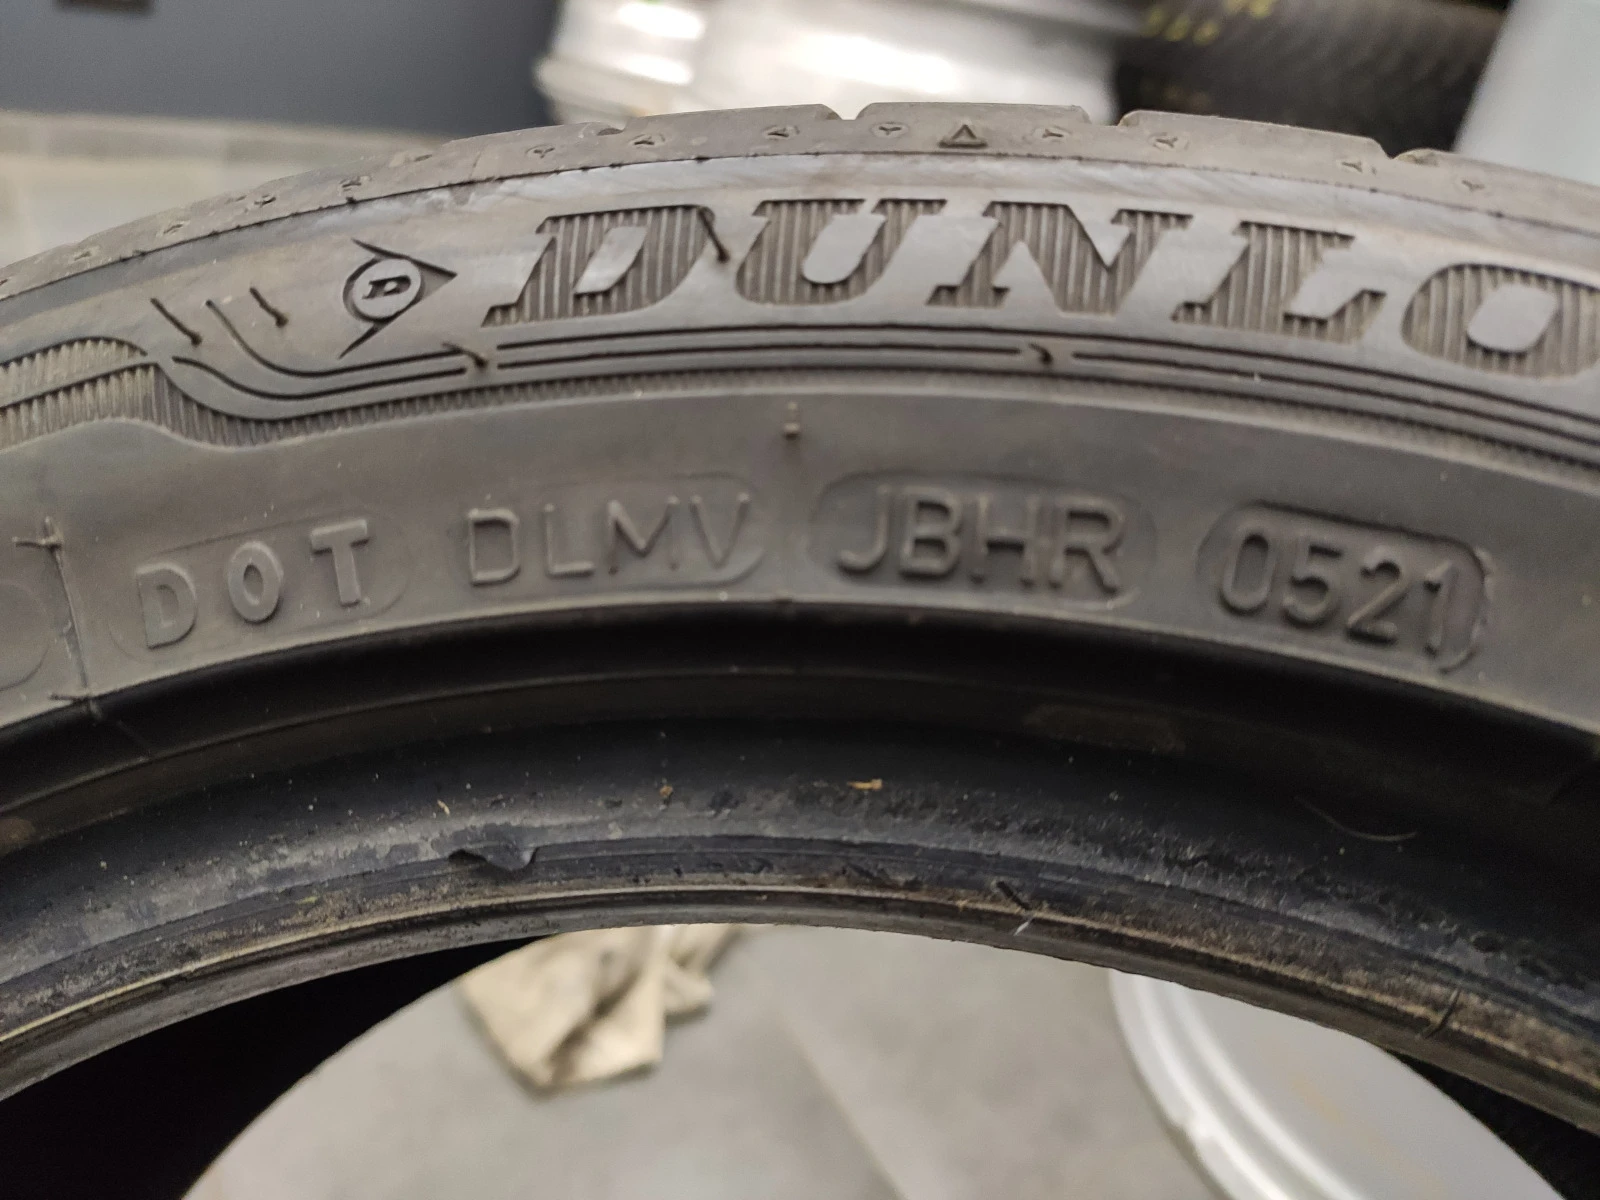 D DUNLO
DOT DLMV JBHR 0521